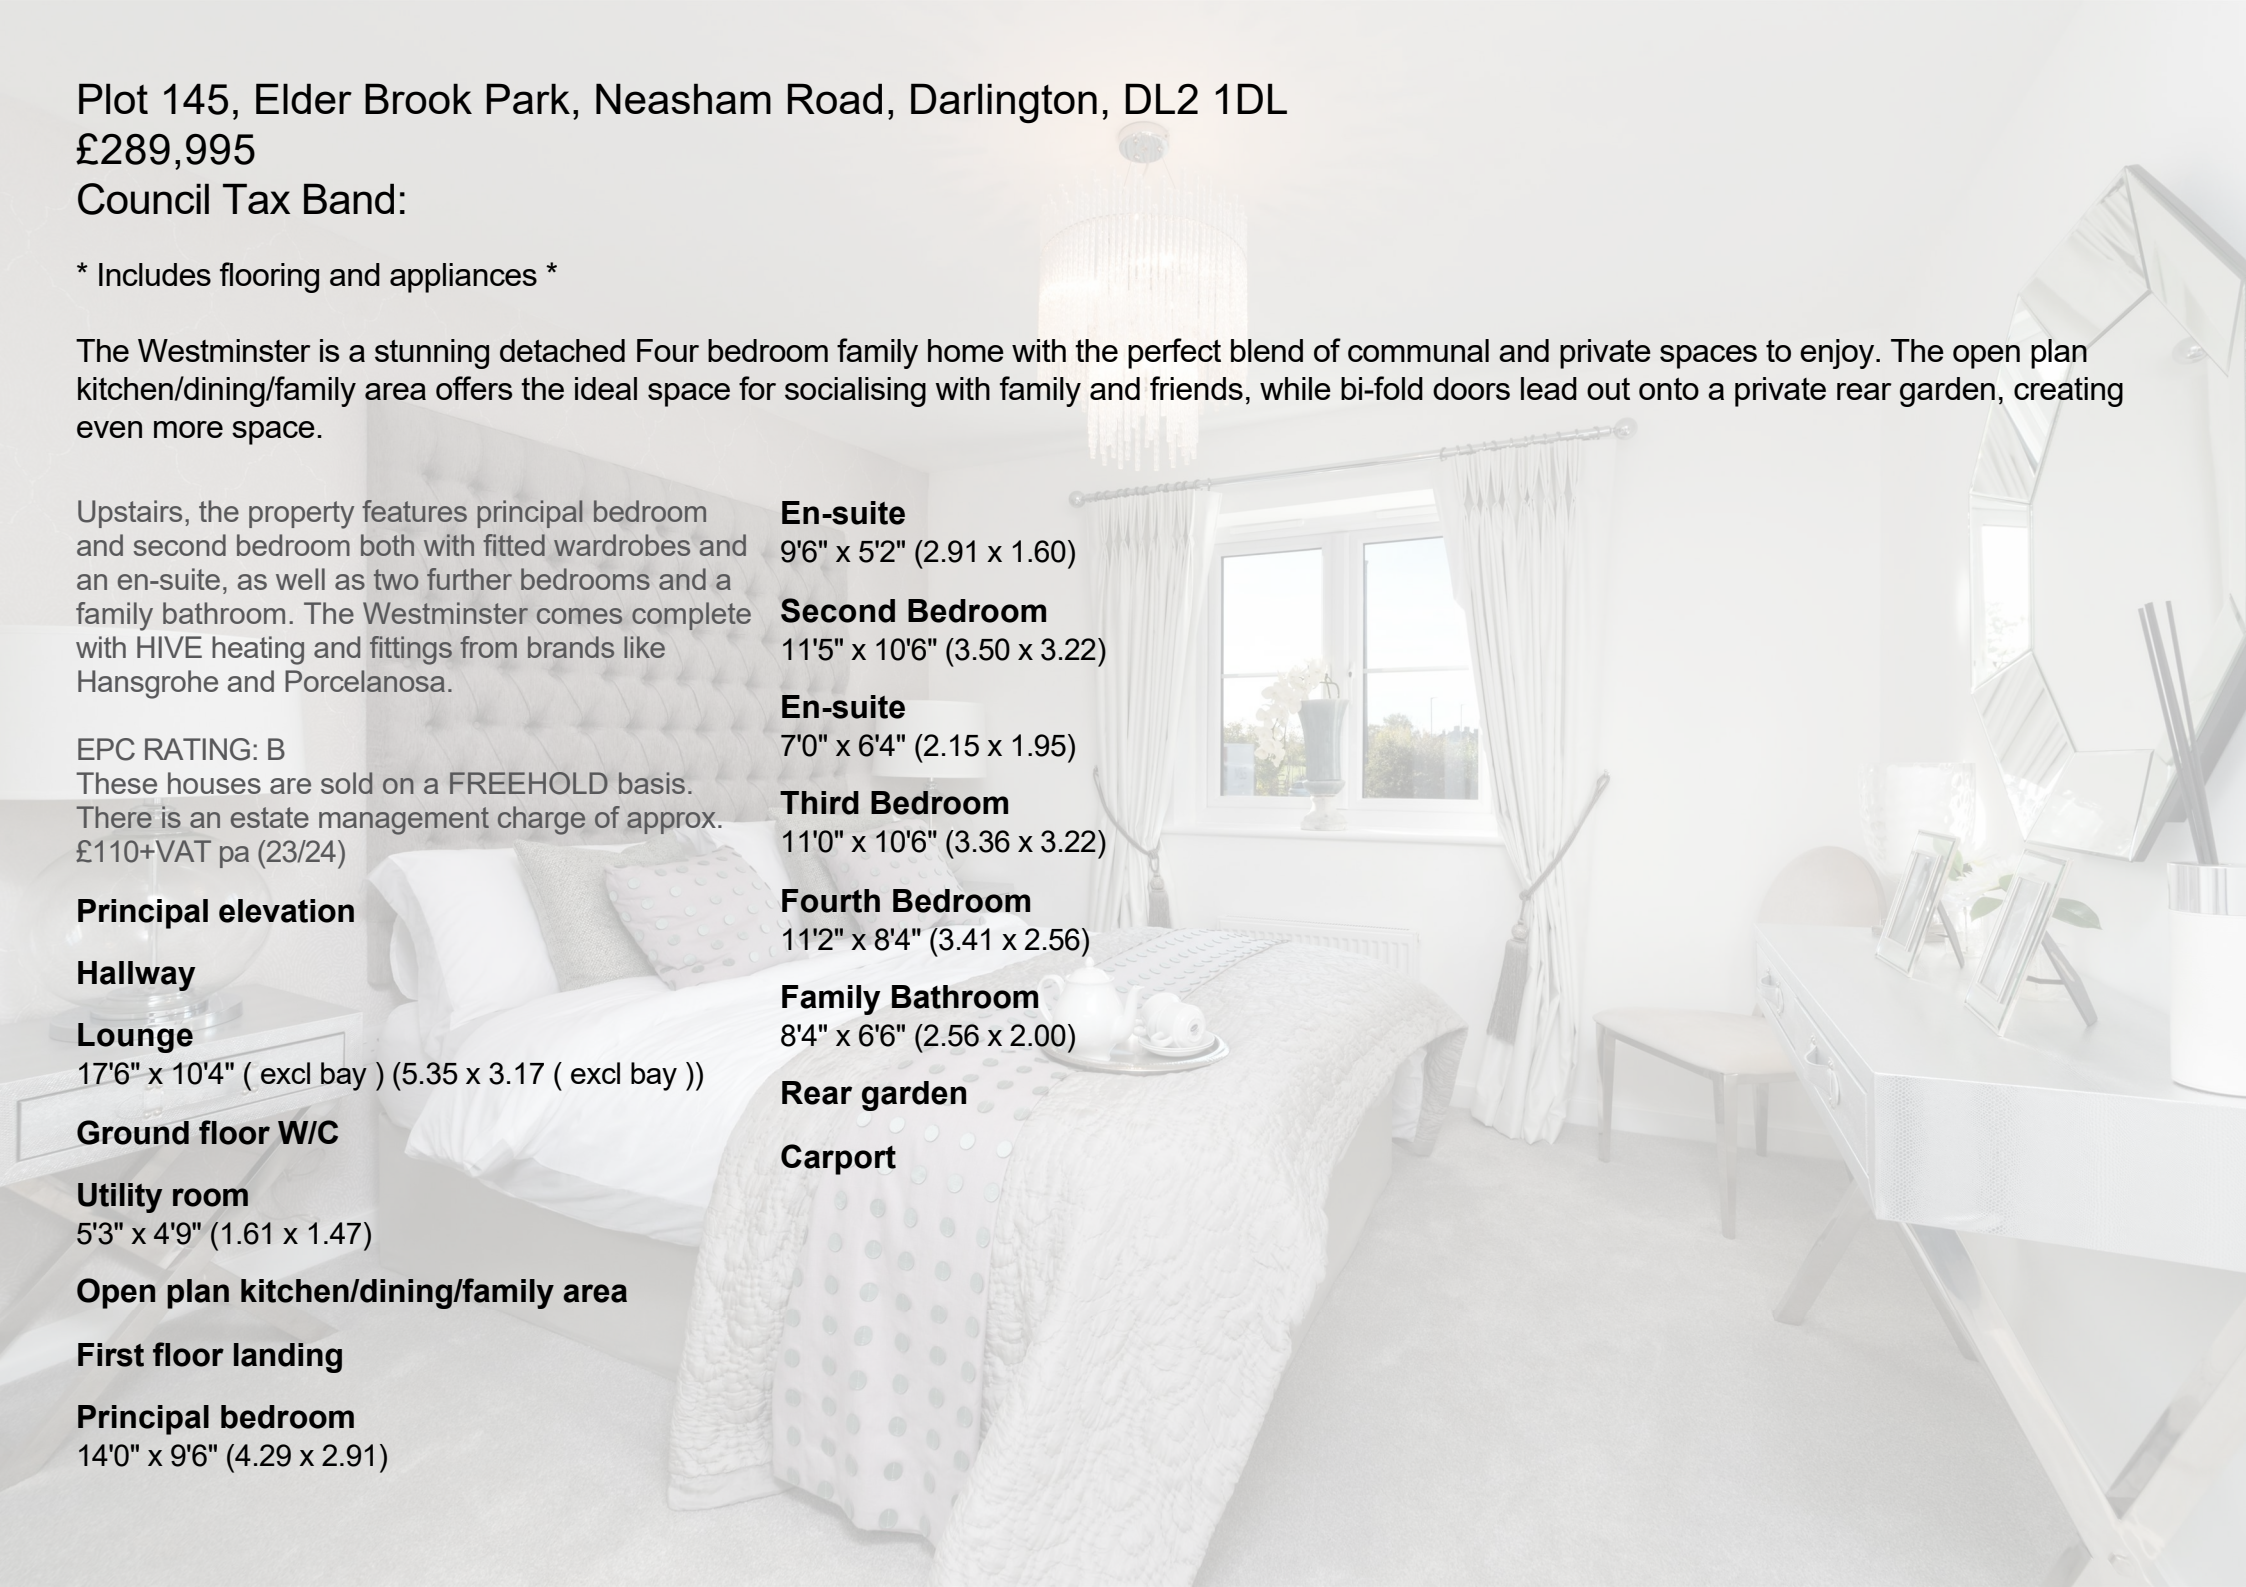 Plot 145, Elder Brook Park, Neasham Road, Darlington, DL2 1DL
£289,995
Council Tax Band:
* Includes flooring and appliances *
The Westminster is a stunning detached Four bedroom family home with the perfect blend of communal and private spaces to enjoy. The open plan
kitchen/dining/family area offers the ideal space for socialising with family and friends, while bi-fold doors lead out onto a private rear garden, creating
even more space.
Upstairs, the property features principal bedroom
and second bedroom both with fitted wardrobes and
an en-suite, as well as two further bedrooms and a
family bathroom. The Westminster comes complete
with HIVE heating and fittings from brands like
Hansgrohe and Porcelanosa.
EPC RATING: B
These houses are sold on a FREEHOLD basis.
There is an estate management charge of approx.
£110+VAT pa (23/24)
Principal elevation
Hallway
Lounge
17'6" x 10'4" ( excl bay ) (5.35 x 3.17 ( excl bay ))
Ground floor W/C
Utility room
5'3" x 4'9" (1.61 x 1.47)
Open plan kitchen/dining/family area
First floor landing
Principal bedroom
14'0" x 9'6" (4.29 x 2.91)
En-suite
9'6" x 5'2" (2.91 x 1.60)
Second Bedroom
11'5" x 10'6" (3.50 x 3.22)
En-suite
7'0" x 6'4" (2.15 x 1.95)
Third Bedroom
11'0" x 10'6" (3.36 x 3.22)
Fourth Bedroom
11'2" x 8'4" (3.41 x 2.56)
Family Bathroom
8'4" x 6'6" (2.56 x 2.00)
Rear garden
Carport